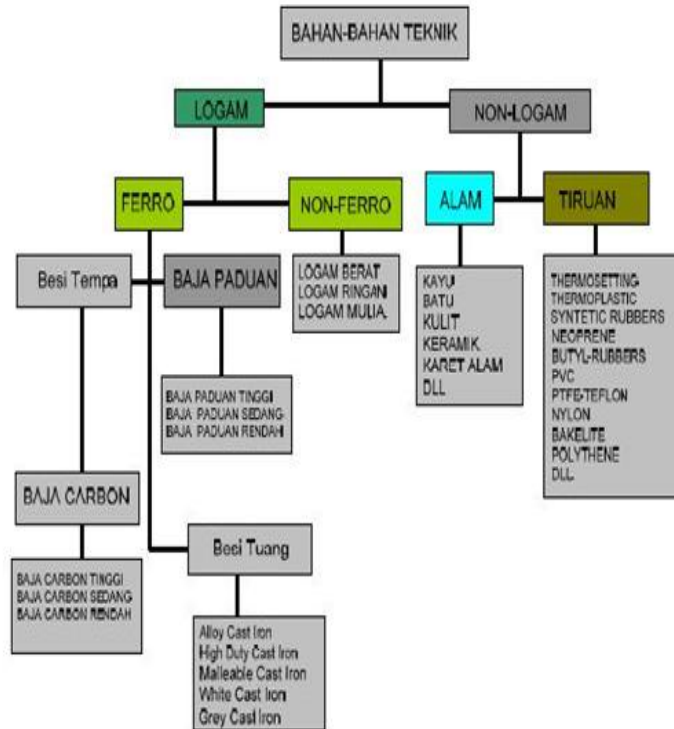 BAHAN-BAHAN TEKNIK
LOGAM
NON-LOGAM
FERRO
NON-FERRO
ALAM
TIRUAN
Besi Tempa
BAJA PADUAN
LOGAM BERAT
LOGAM RINGAN
LOGAM MULIA.
KAYU
BATU
KULIT
KERAMIK.
KARET ALAM
DLL
THERMOSETTING-
THERMOPLASTIC
SYNTETIC RUBBERS
NEOPRENE
BUTYL-RUBBERS
PVC
PTFE-TEFLON
NYLON
BAKELITE
POLYTHENE
DLL.
BAJA PADUAN TINGGI
BAJA PADUAN SEDANG
BAJA PADUAN RENDAH
BAJA CARBON
BAJA CARBON TINGGI
BAJA CARBON SEDANG
BAJA CARBON RENDAH
Besi Tuang
Alloy Cast Iron
High Duty Cast Iron
Malleable Cast Iron
White Cast Iron
Grey Cast Iron